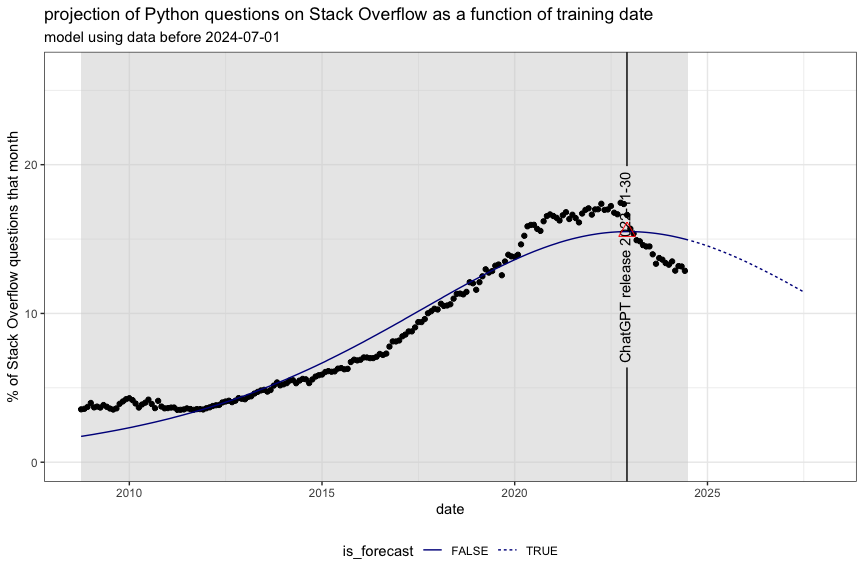 projection of Python questions on Stack Overflow as a function of training date
model using data before 2024-07-01
% of Stack Overflow questions that month
20
10
0
ChatGPT release 2022-11-30
2010
2015
2020
2025
date
is_forecast
FALSE
TRUE